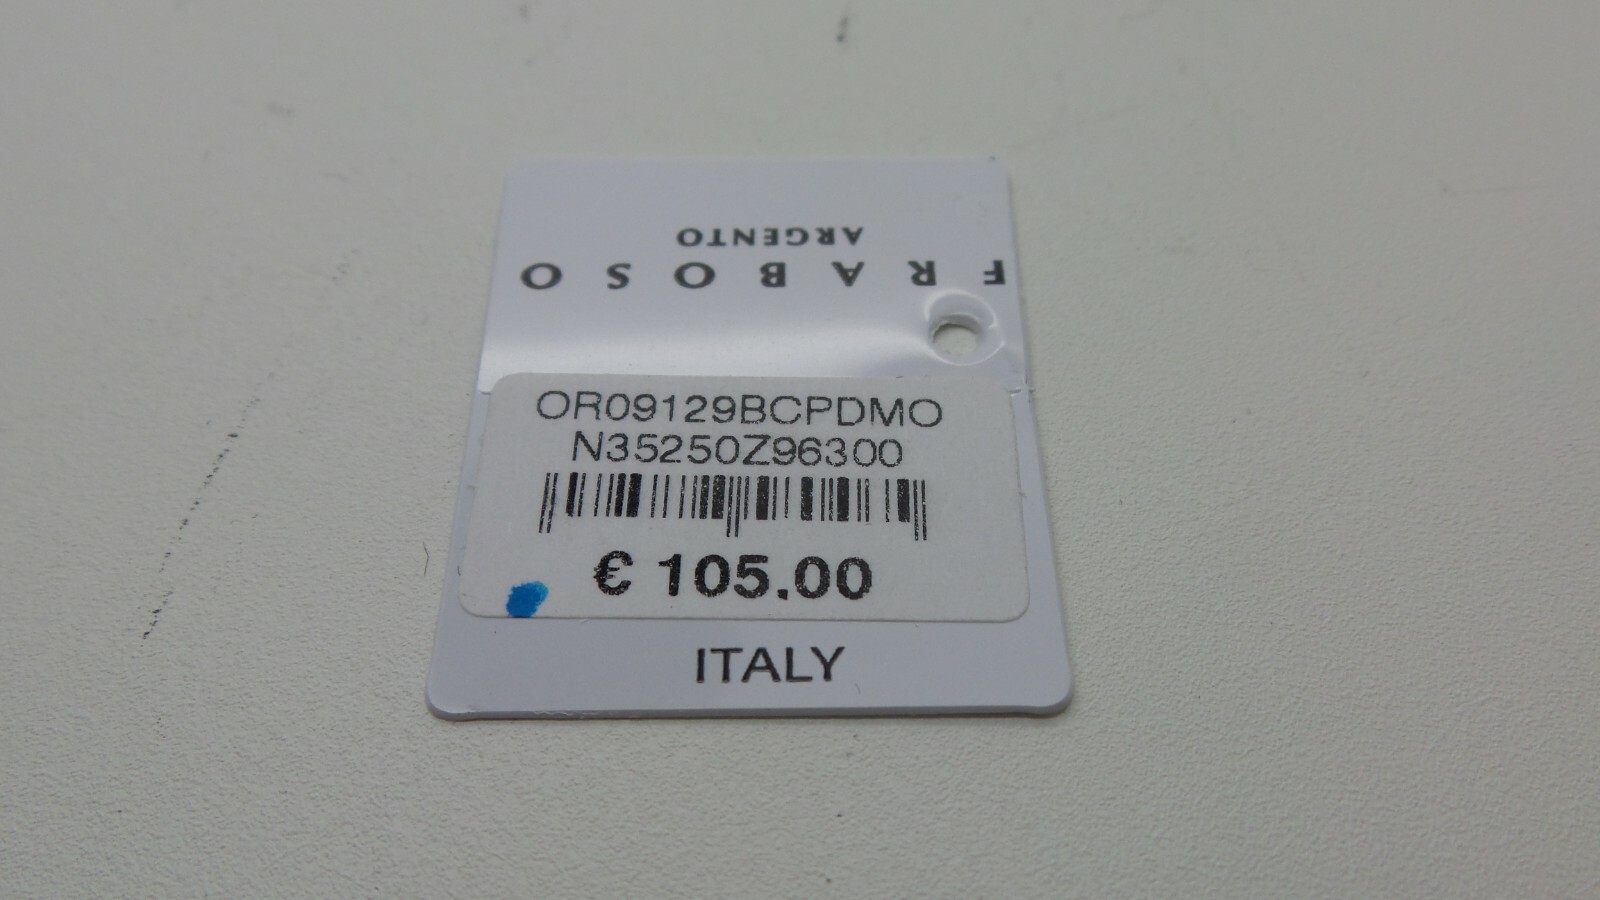 FRABOSO
ARGENTO
OR09129BCPDMO
N35250Z96300
€ 105.00
ITALY